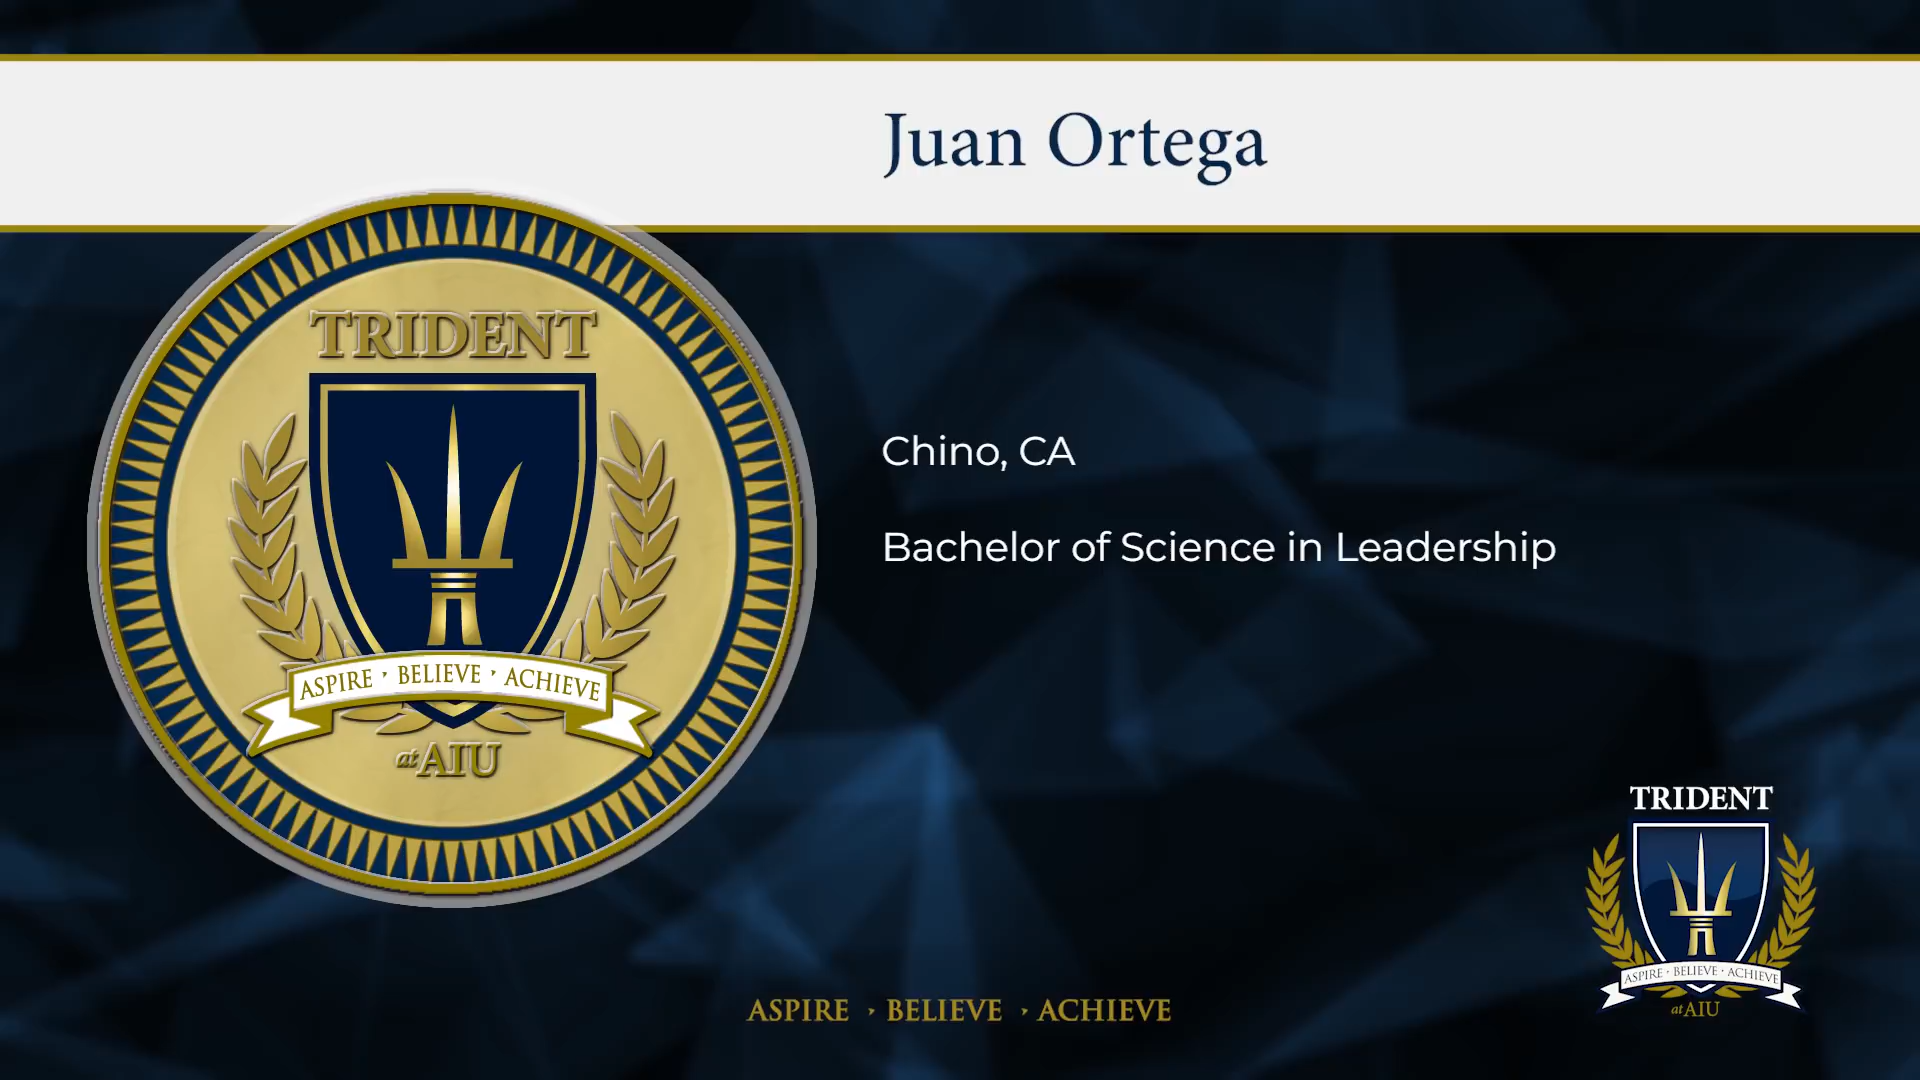 Juan Ortega
TRIDENT
ASPIRE · BELIEVE · ACHIEVE
at AIU
Chino, CA
Bachelor of Science in Leadership
TRIDENT
ASPIRE · BELIEVE · ACHIEVE
at AIU
ASPIRE · BELIEVE · ACHIEVE